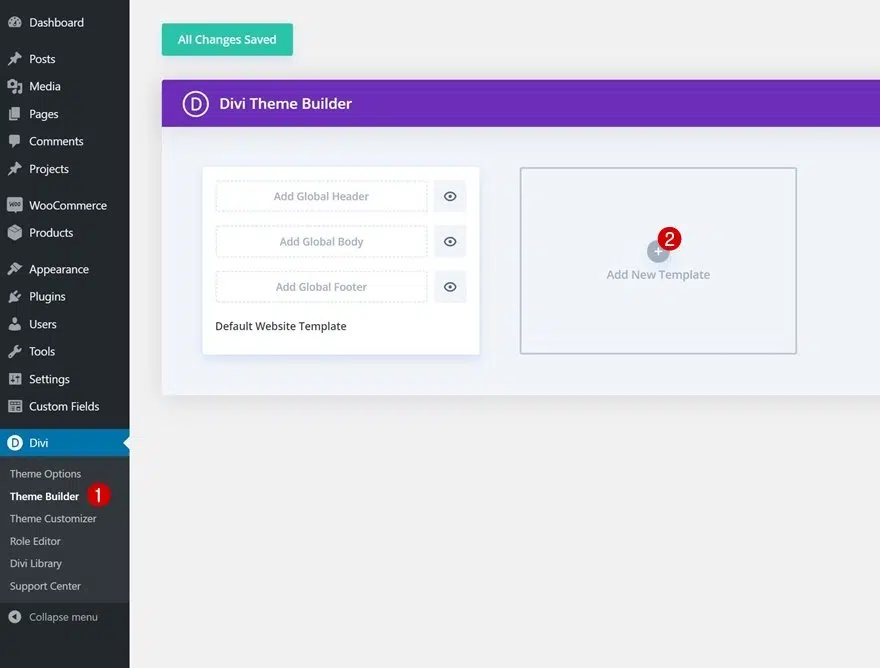 Dashboard
Posts
Media
Pages
Comments
Projects
WooCommerce
Products
Appearance
Plugins
Users
Tools
Settings
Custom Fields
D Divi
Theme Options
Theme Builder 1
Theme Customizer
Role Editor
Divi Library
Support Center
Collapse menu
All Changes Saved
D Divi Theme Builder
Add Global Header
Add Global Body
Add Global Footer
Default Website Template
2
Add New Template